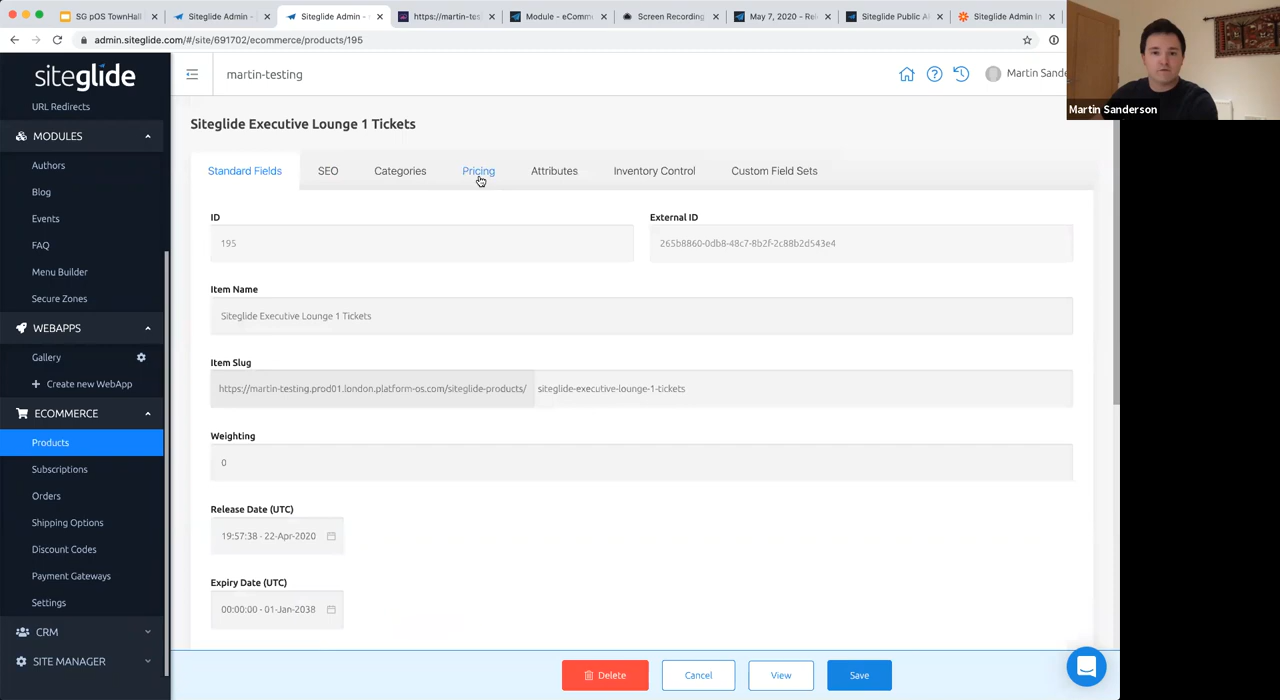 SG pOS TownHall
Siteglide Admin -
Siteglide Admin -
https://martin-tes
Module - eComm
Screen Recording
May 7, 2020 - Rel
Siteglide Public A
Siteglide Admin In
admin.siteglide.com/#/site/691702/ecommerce/products/195
siteglide
martin-testing
Martin Sande
Martin Sanderson
URL Redirects
MODULES
Authors
Blog
Events
FAQ
Menu Builder
Secure Zones
WEBAPPS
Gallery
+ Create new WebApp
ECOMMERCE
Products
Subscriptions
Orders
Shipping Options
Discount Codes
Payment Gateways
Settings
CRM
SITE MANAGER
Siteglide Executive Lounge 1 Tickets
Standard Fields SEO Categories Pricing Attributes Inventory Control Custom Field Sets
ID External ID
195 265b8860-0db8-48c7-8b2f-2c88b2d543e4
Item Name
Siteglide Executive Lounge 1 Tickets
Item Slug
https://martin-testing.prod01.london.platform-os.com/siteglide-products/ siteglide-executive-lounge-1-tickets
Weighting
0
Release Date (UTC)
19:57:38 - 22-Apr-2020
Expiry Date (UTC)
00:00:00 - 01-Jan-2038
Delete Cancel View Save